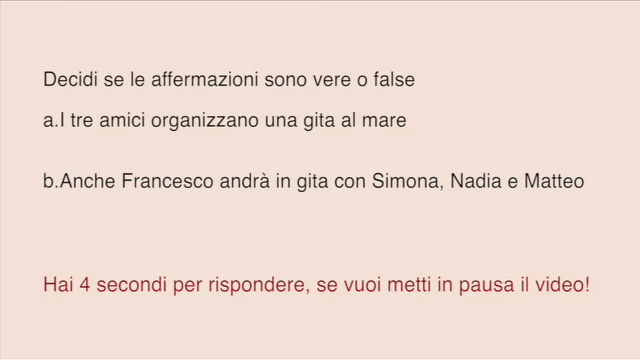 Decidi se le affermazioni sono vere o false
a.I tre amici organizzano una gita al mare
b.Anche Francesco andrà in gita con Simona, Nadia e Matteo
Hai 4 secondi per rispondere, se vuoi metti in pausa il video!